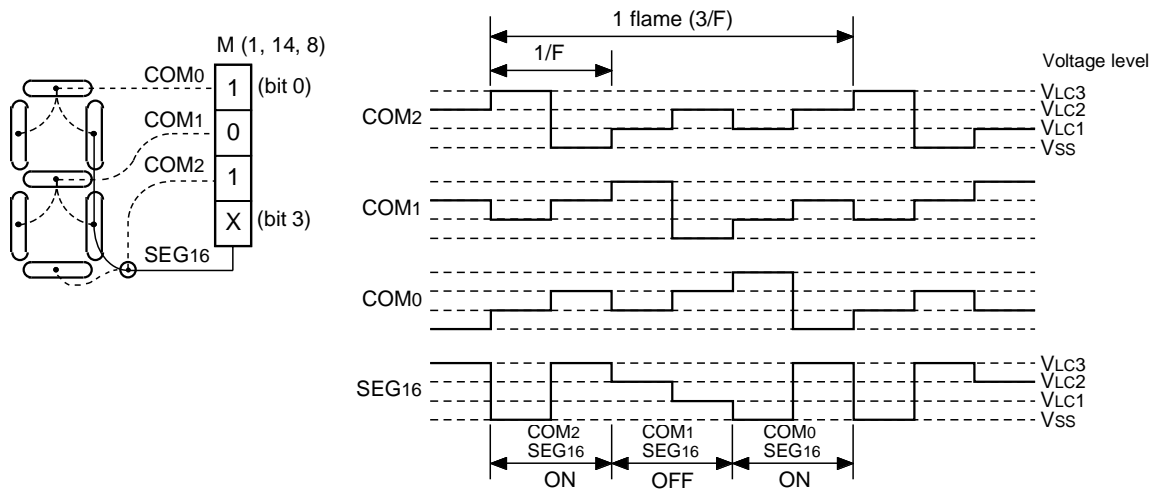 M (1, 14, 8)
COM0
1
(bit 0)
COM1
0
COM2
1
X
(bit 3)
SEG16
1 flame (3/F)
1/F
Voltage level
COM2
VLC3
VLC2
VLC1
VSS
COM1
COM0
SEG16
VLC3
VLC2
VLC1
VSS
COM2 COM1 COM0
SEG16 SEG16 SEG16
ON OFF ON